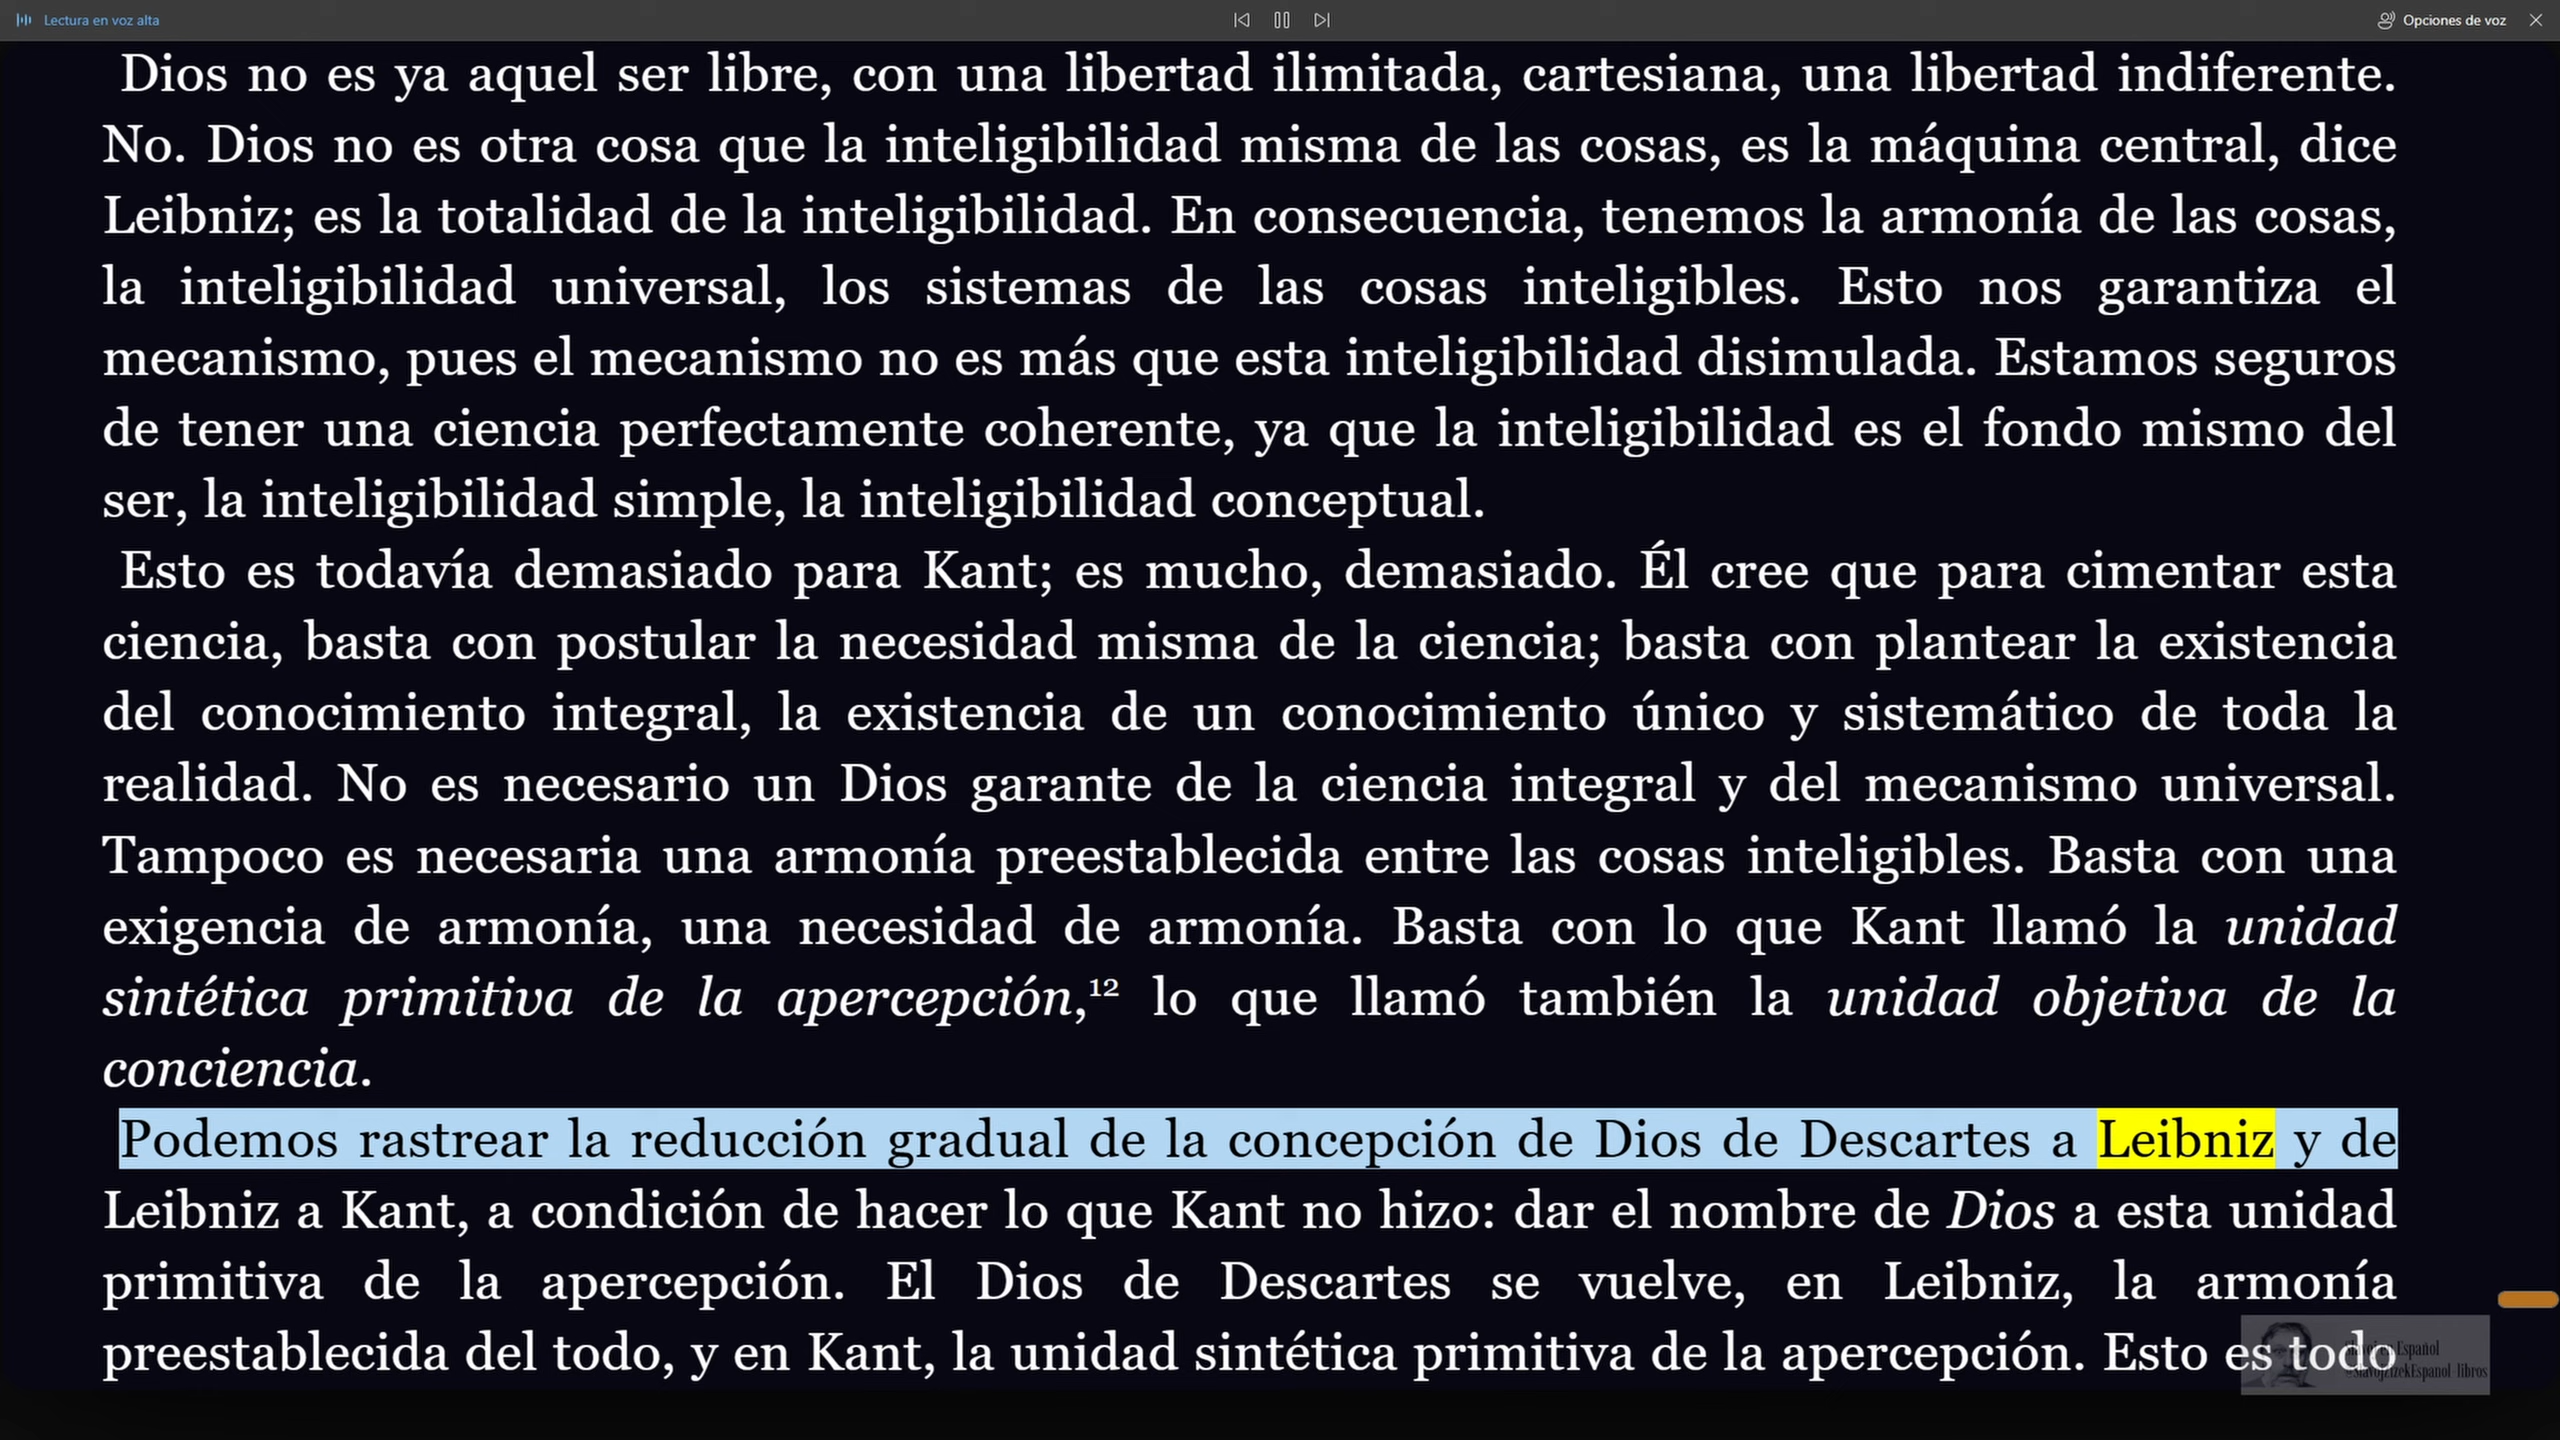 Lectura en voz alta
Opciones de voz
Dios no es ya aquel ser libre, con una libertad ilimitada, cartesiana, una libertad indiferente.
No. Dios no es otra cosa que la inteligibilidad misma de las cosas, es la máquina central, dice
Leibniz; es la totalidad de la inteligibilidad. En consecuencia, tenemos la armonía de las cosas,
la inteligibilidad universal, los sistemas de las cosas inteligibles. Esto nos garantiza el
mecanismo, pues el mecanismo no es más que esta inteligibilidad disimulada. Estamos seguros
de tener una ciencia perfectamente coherente, ya que la inteligibilidad es el fondo mismo del
ser, la inteligibilidad simple, la inteligibilidad conceptual.
Esto es todavía demasiado para Kant; es mucho, demasiado. Él cree que para cimentar esta
ciencia, basta con postular la necesidad misma de la ciencia; basta con plantear la existencia
del conocimiento integral, la existencia de un conocimiento único y sistemático de toda la
realidad. No es necesario un Dios garante de la ciencia integral y del mecanismo universal.
Tampoco es necesaria una armonía preestablecida entre las cosas inteligibles. Basta con una
exigencia de armonía, una necesidad de armonía. Basta con lo que Kant llamó la unidad
sintética primitiva de la apercepción,12 lo que llamó también la unidad objetiva de la
conciencia.
Podemos rastrear la reducción gradual de la concepción de Dios de Descartes a Leibniz y de
Leibniz a Kant, a condición de hacer lo que Kant no hizo: dar el nombre de Dios a esta unidad
primitiva de la apercepción. El Dios de Descartes se vuelve, en Leibniz, la armonía
preestablecida del todo, y en Kant, la unidad sintética primitiva de la apercepción. Esto es todo
Español